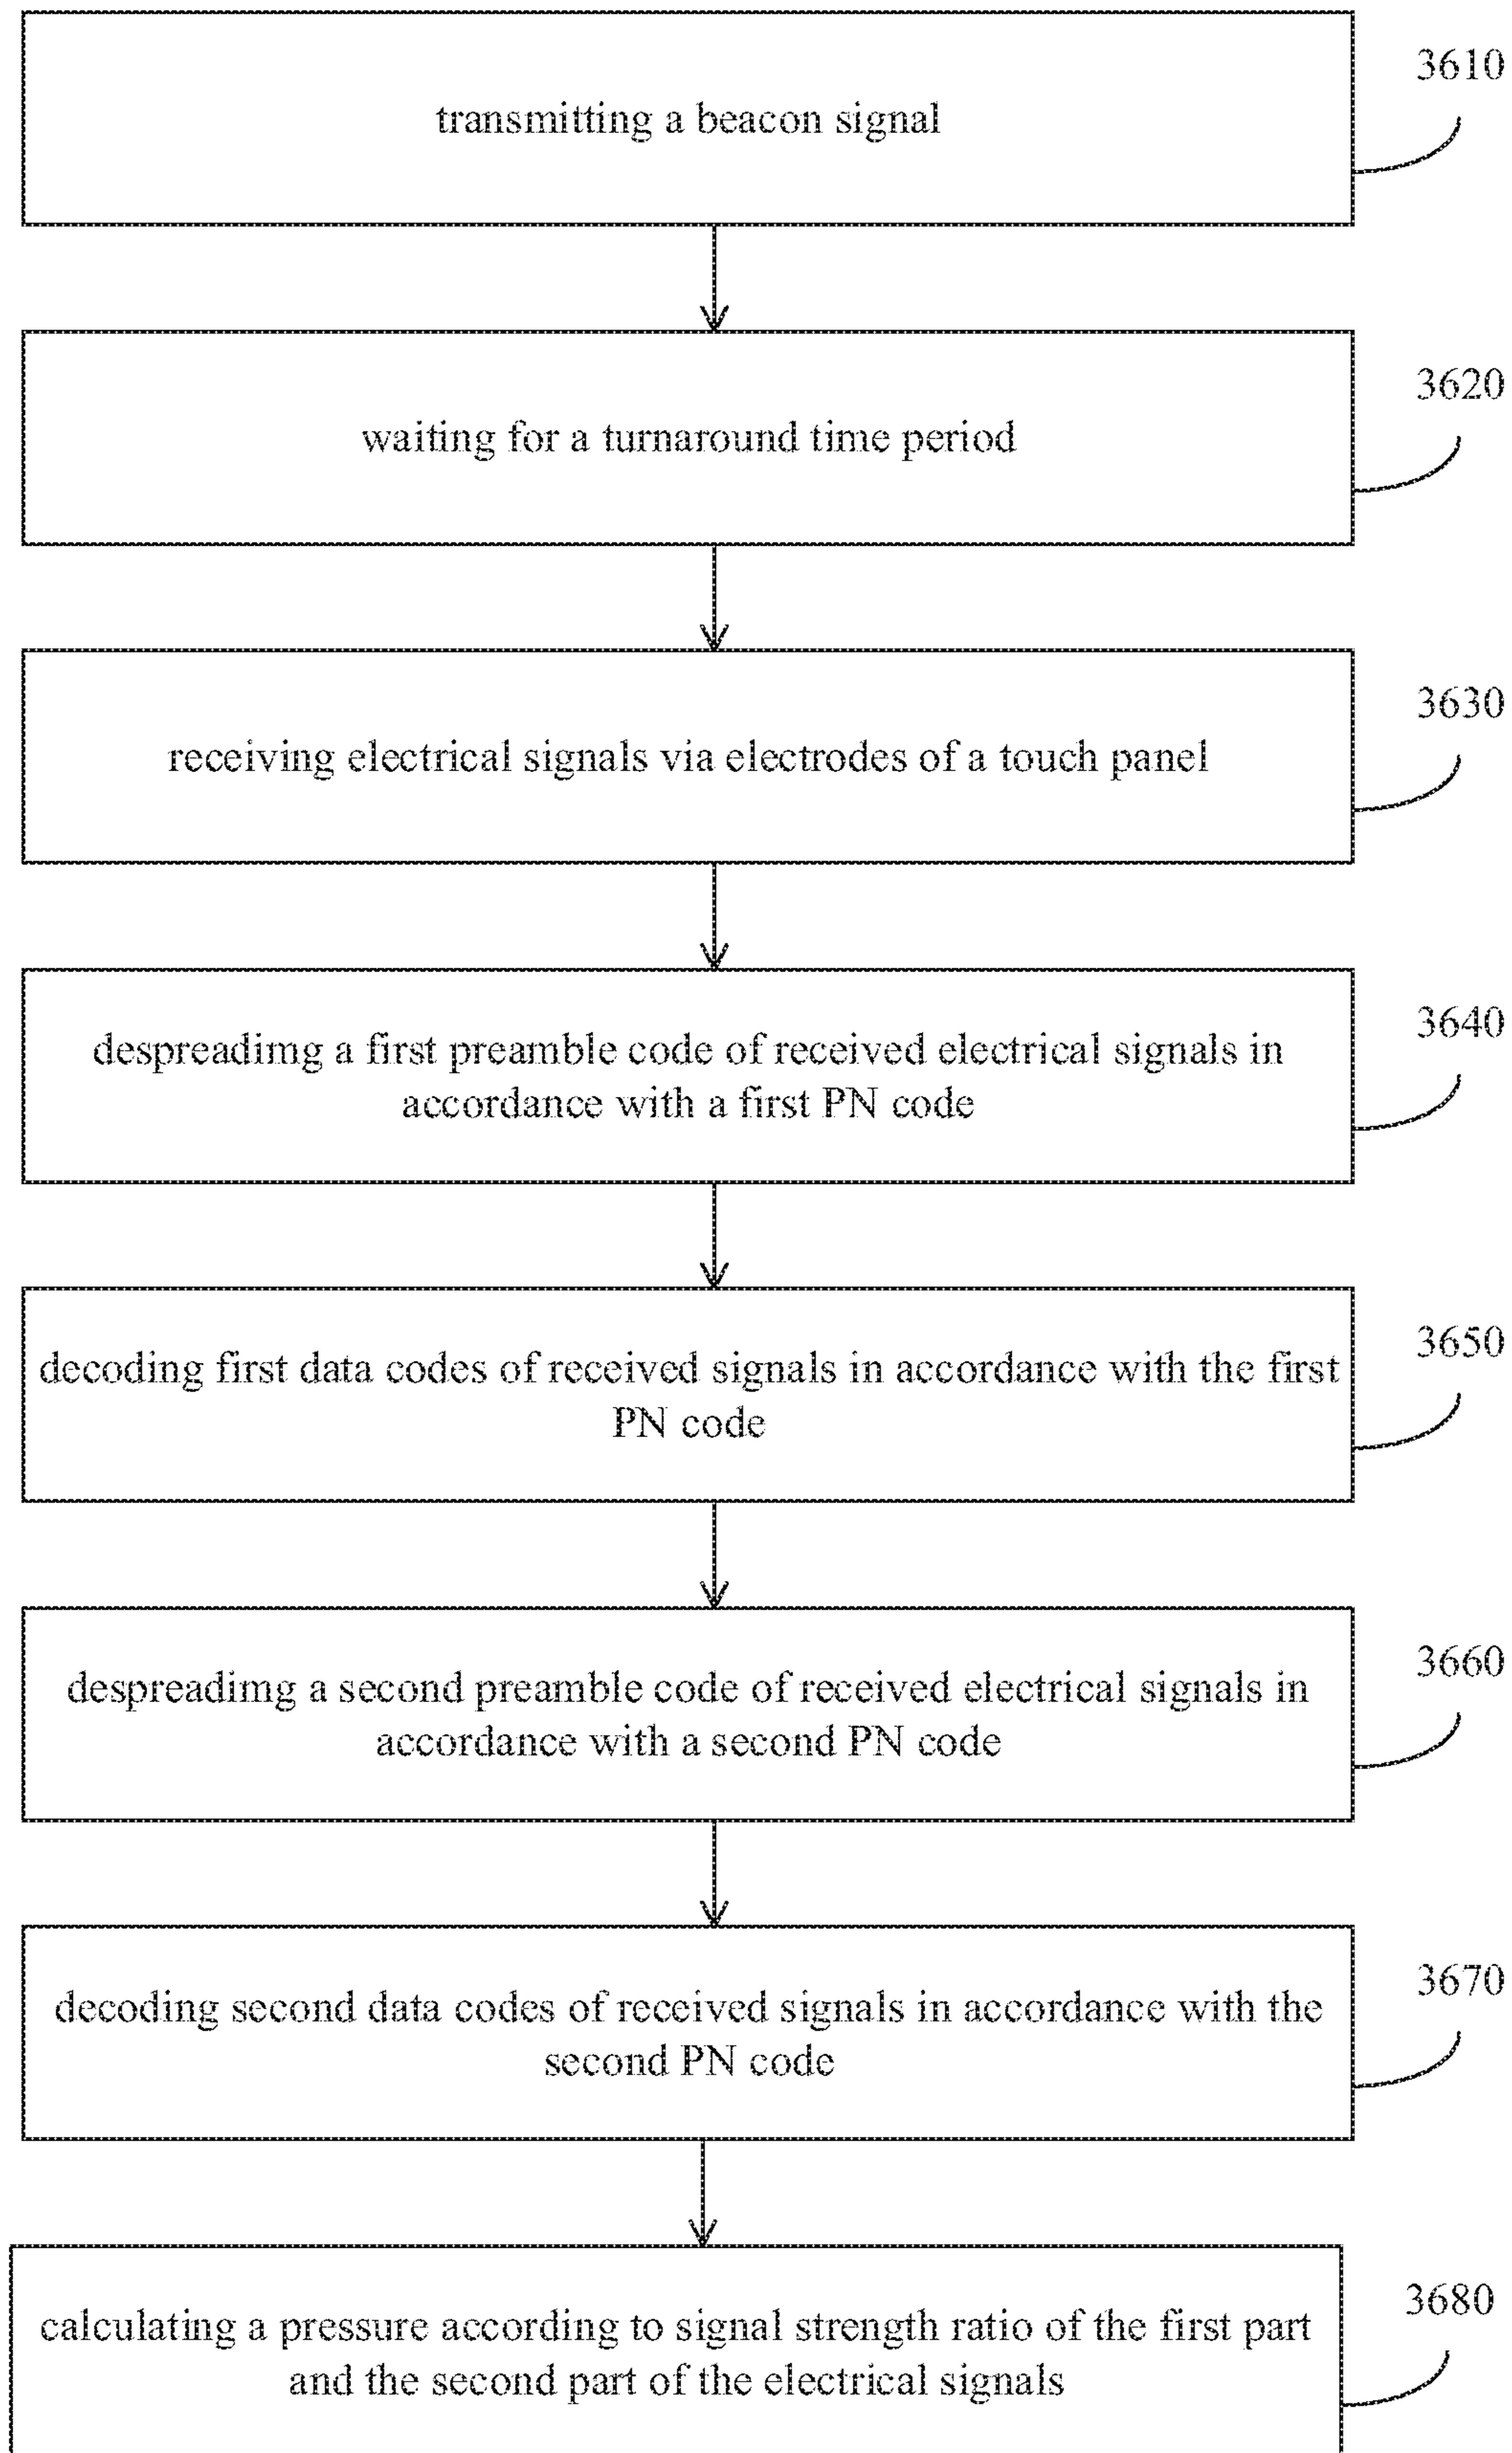 3610
transmitting a beacon signal
3620
waiting for a turnaround time period
3630
receiving electrical signals via electrodes of a touch panel
3640
despreadimg a first preamble code of received electrical signals in
accordance with a first PN code
3650
decoding first data codes of received signals in accordance with the first
PN code
3660
despreadimg a second preamble code of received electrical signals in
accordance with a second PN code
3670
decoding second data codes of received signals in accordance with the
second PN code
3680
calculating a pressure according to signal strength ratio of the first part
and the second part of the electrical signals